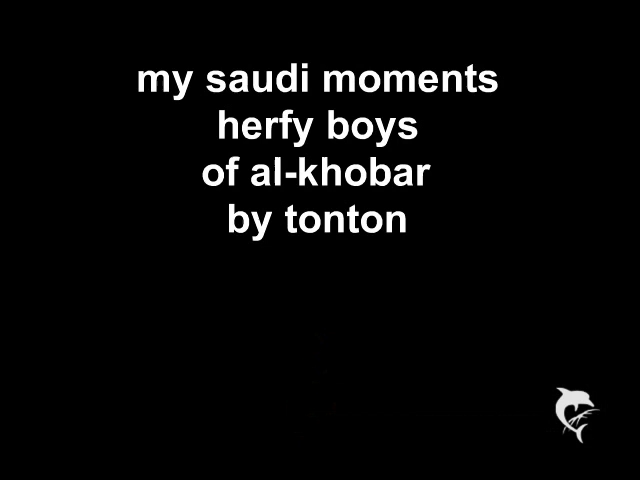 my saudi moments
herfy boys
of al-khobar
by tonton